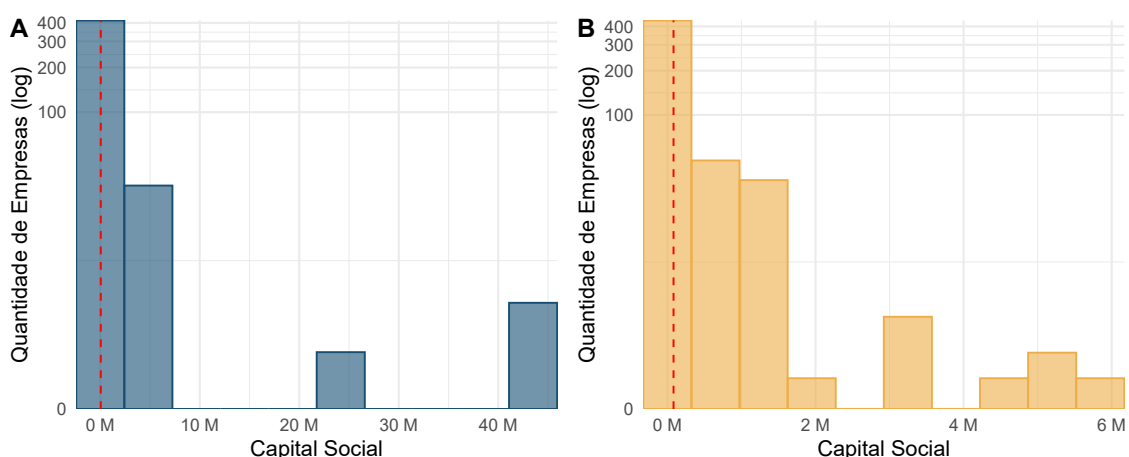 A
Quantidade de Empresas (log)
400
300
200
100
0
0 M
10 M
20 M
30 M
40 M
Capital Social
B
Quantidade de Empresas (log)
400
300
200
100
0
0 M
2 M
4 M
6 M
Capital Social